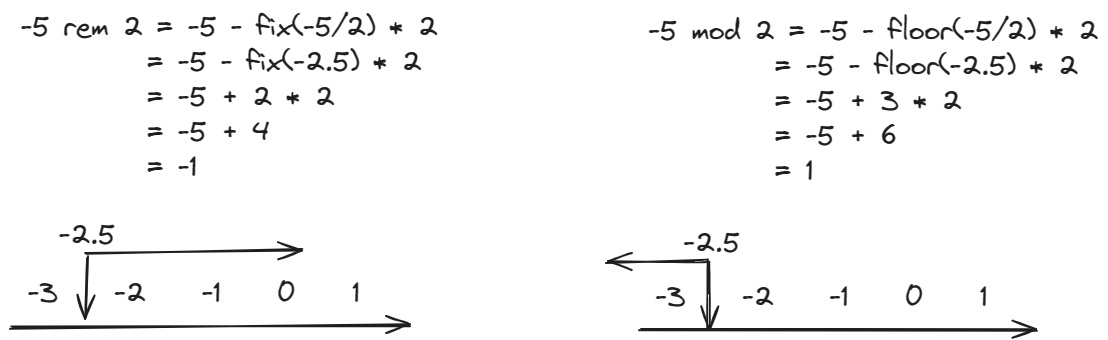 -5 rem 2 = -5 - fix(-5/2) * 2
= -5 - fix(-2.5) * 2
= -5 + 2 * 2
= -5 + 4
= -1
-2.5
-3 -2 -1 0 1
-5 mod 2 = -5 - floor(-5/2) * 2
= -5 - floor(-2.5) * 2
= -5 + 3 * 2
= -5 + 6
= 1
-2.5
-3 -2 -1 0 1